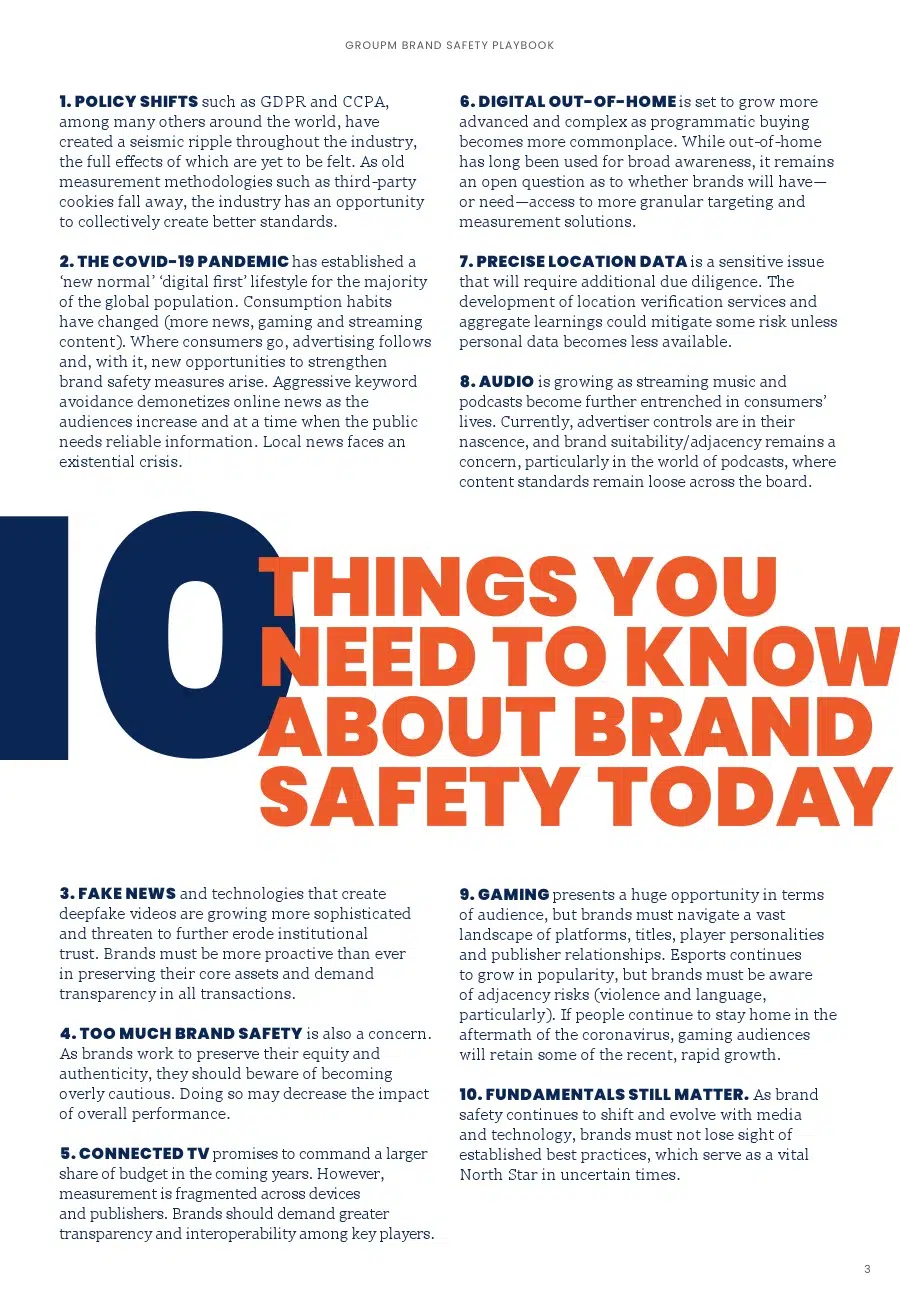 GROUPM BRAND SAFETY PLAYBOOK
1. POLICY SHIFTS such as GDPR and CCPA,
among many others around the world, have
created a seismic ripple throughout the industry,
the full effects of which are yet to be felt. As old
measurement methodologies such as third-party
cookies fall away, the industry has an opportunity
to collectively create better standards.
2. THE COVID-19 PANDEMIC has established a
‘new normal’ ‘digital first’ lifestyle for the majority
of the global population. Consumption habits
have changed (more news, gaming and streaming
content). Where consumers go, advertising follows
and, with it, new opportunities to strengthen
brand safety measures arise. Aggressive keyword
avoidance demonetizes online news as the
audiences increase and at a time when the public
needs reliable information. Local news faces an
existential crisis.
6. DIGITAL OUT-OF-HOME is set to grow more
advanced and complex as programmatic buying
becomes more commonplace. While out-of-home
has long been used for broad awareness, it remains
an open question as to whether brands will have—
or need—access to more granular targeting and
measurement solutions.
7. PRECISE LOCATION DATA is a sensitive issue
that will require additional due diligence. The
development of location verification services and
aggregate learnings could mitigate some risk unless
personal data becomes less available.
8. AUDIO is growing as streaming music and
podcasts become further entrenched in consumers’
lives. Currently, advertiser controls are in their
nascence, and brand suitability/adjacency remains a
concern, particularly in the world of podcasts, where
content standards remain loose across the board.
10 THINGS YOU
NEED TO KNOW
ABOUT BRAND
SAFETY TODAY
3. FAKE NEWS and technologies that create
deepfake videos are growing more sophisticated
and threaten to further erode institutional
trust. Brands must be more proactive than ever
in preserving their core assets and demand
transparency in all transactions.
4. TOO MUCH BRAND SAFETY is also a concern.
As brands work to preserve their equity and
authenticity, they should beware of becoming
overly cautious. Doing so may decrease the impact
of overall performance.
5. CONNECTED TV promises to command a larger
share of budget in the coming years. However,
measurement is fragmented across devices
and publishers. Brands should demand greater
transparency and interoperability among key players.
9. GAMING presents a huge opportunity in terms
of audience, but brands must navigate a vast
landscape of platforms, titles, player personalities
and publisher relationships. Esports continues
to grow in popularity, but brands must be aware
of adjacency risks (violence and language,
particularly). If people continue to stay home in the
aftermath of the coronavirus, gaming audiences
will retain some of the recent, rapid growth.
10. FUNDAMENTALS STILL MATTER. As brand
safety continues to shift and evolve with media
and technology, brands must not lose sight of
established best practices, which serve as a vital
North Star in uncertain times.
3